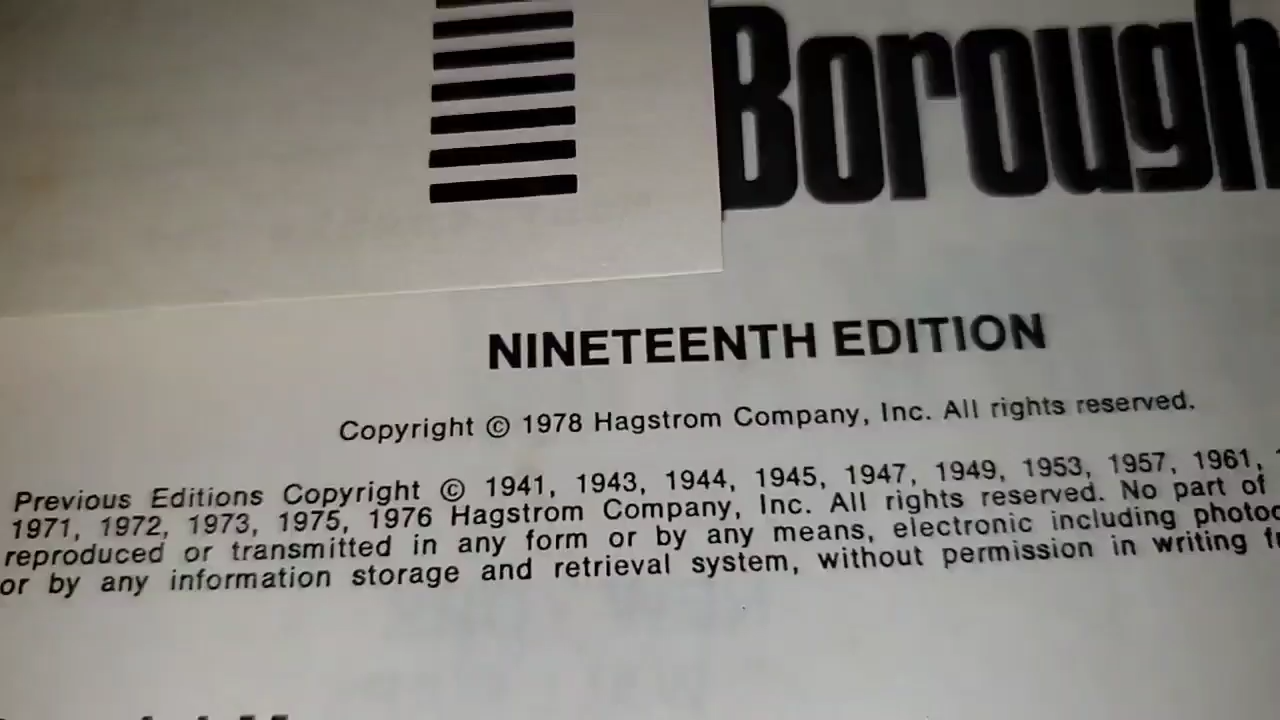 Borough
NINETEENTH EDITION
Copyright © 1978 Hagstrom Company, Inc. All rights reserved.
Previous Editions Copyright © 1941, 1943, 1944, 1945, 1947, 1949, 1953, 1957, 1961,
1971, 1972, 1973, 1975, 1976 Hagstrom Company, Inc. All rights reserved. No part of
reproduced or transmitted in any form or by any means, electronic including photoc
or by any information storage and retrieval system, without permission in writing